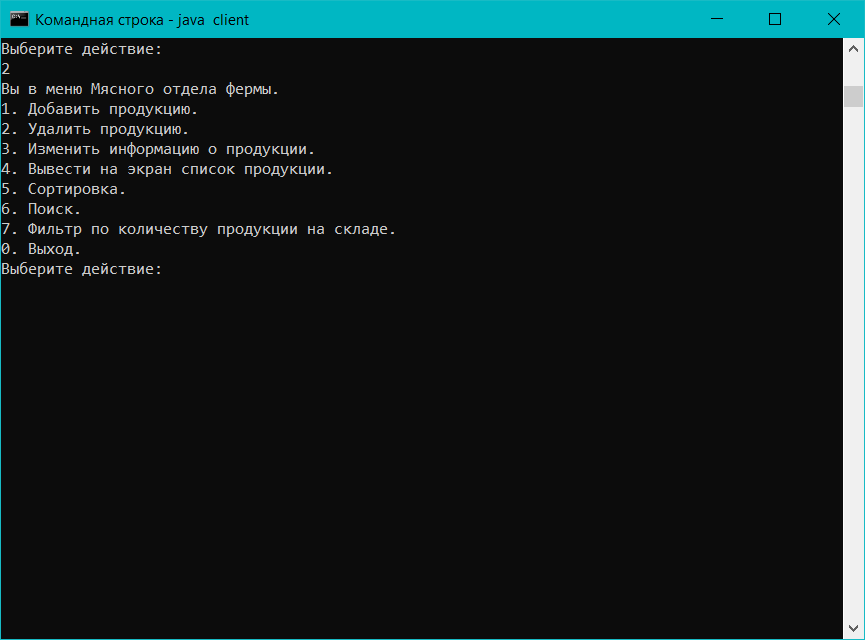 Командная строка - java  client
Выберите действие:
2
Вы в меню Мясного отдела фермы.
1. Добавить продукцию.
2. Удалить продукцию.
3. Изменить информацию о продукции.
4. Вывести на экран список продукции.
5. Сортировка.
6. Поиск.
7. Фильтр по количеству продукции на складе.
0. Выход.
Выберите действие: